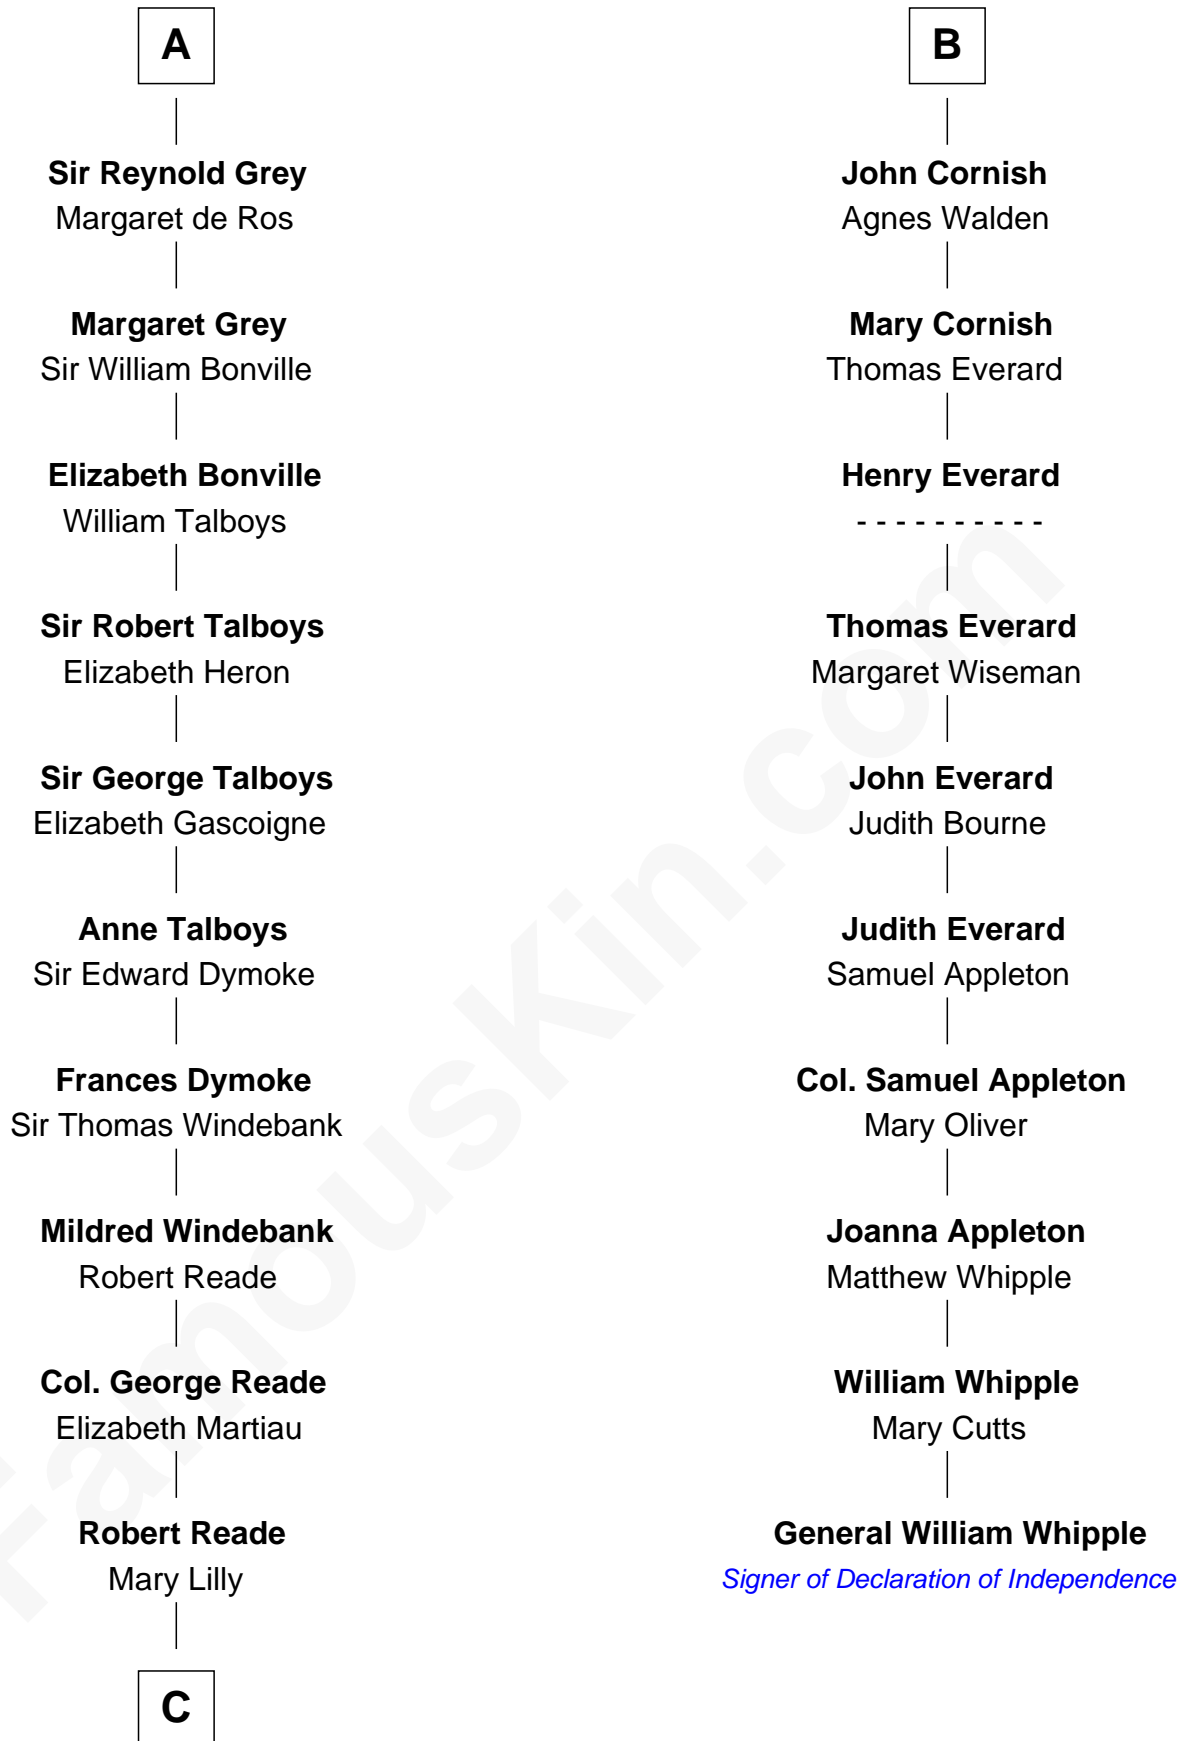 A
Sir Reynold Grey
Margaret de Ros
Margaret Grey
Sir William Bonville
Elizabeth Bonville
William Talboys
Sir Robert Talboys
Elizabeth Heron
Sir George Talboys
Elizabeth Gascoigne
Anne Talboys
Sir Edward Dymoke
Frances Dymoke
Sir Thomas Windebank
Mildred Windebank
Robert Reade
Col. George Reade
Elizabeth Martiau
Robert Reade
Mary Lilly
C
B
John Cornish
Agnes Walden
Mary Cornish
Thomas Everard
Henry Everard
- - - - - - - - - -
Thomas Everard
Margaret Wiseman
John Everard
Judith Bourne
Judith Everard
Samuel Appleton
Col. Samuel Appleton
Mary Oliver
Joanna Appleton
Matthew Whipple
William Whipple
Mary Cutts
General William Whipple
Signer of Declaration of Independence
FamousKin.com